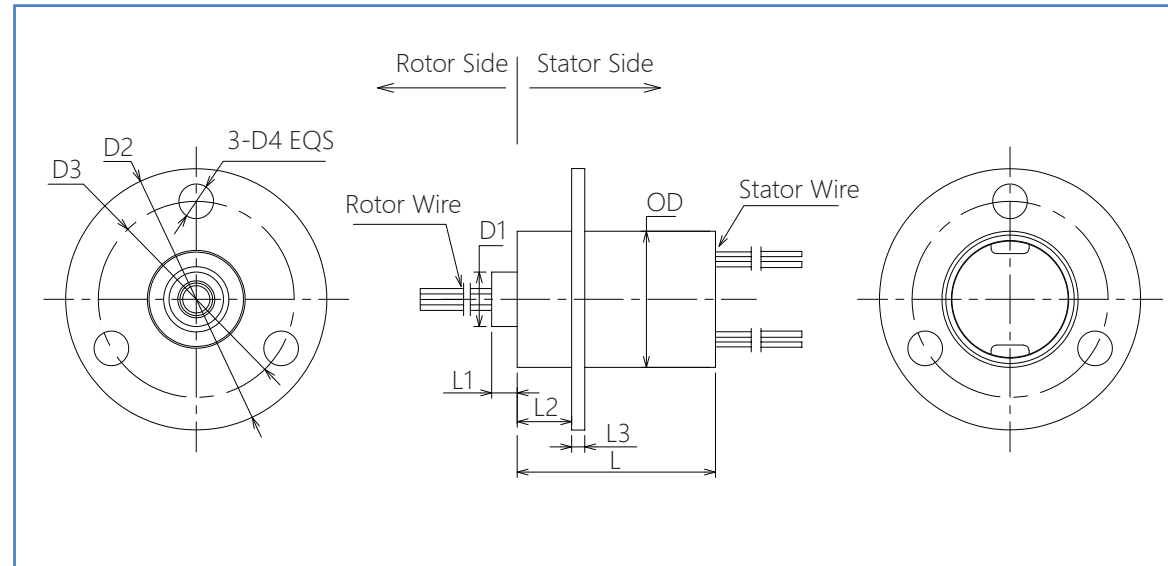 Rotor Side
Stator Side
3-D4 EQS
D2
D3
Rotor Wire
D1
OD
Stator Wire
L1
L2
L3
L